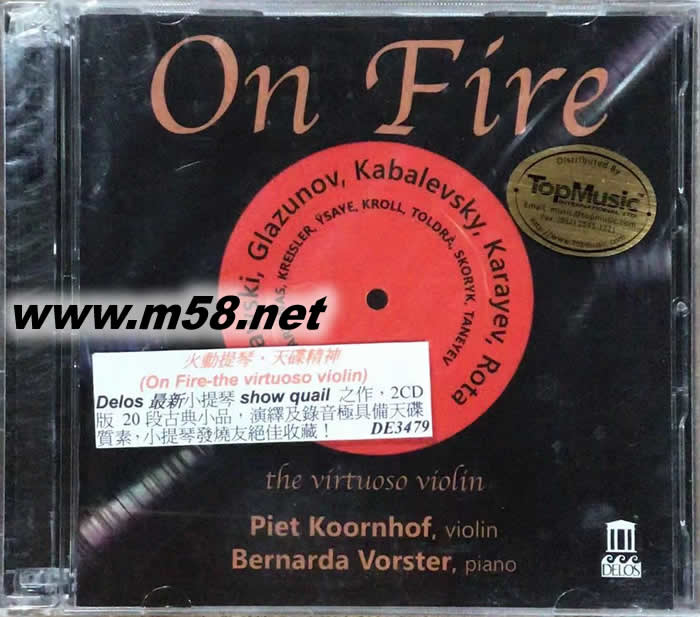 On Fire
Glazunov, Kabalevsky, Karayev, Rota
KREISLER, ŸSAYE, KROLL, TOLDRÀ, SKORYK, TANEYEV
Distributed By
TopMusic
INTERNATIONAL LTD.
www.m58.net
火動提琴·天碟精神
(On Fire-the virtuoso violin)
Delos 最新小提琴 show quail 之作，2CD
版 20 段古典小品，演繹及錄音極具備天碟
質素，小提琴發燒友絕佳收藏！ DE3479
the virtuoso violin
Piet Koornhof, violin
Bernarda Vorster, piano
DELOS